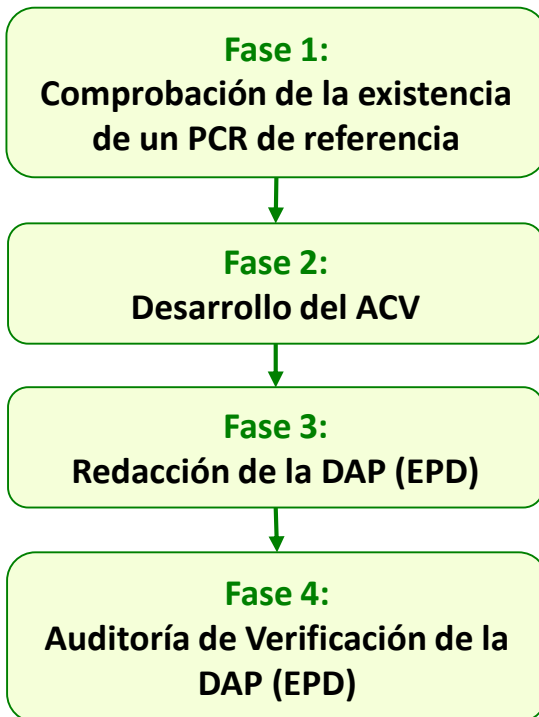 Fase 1:
Comprobación de la existencia
de un PCR de referencia
Fase 2:
Desarrollo del ACV
Fase 3:
Redacción de la DAP (EPD)
Fase 4:
Auditoría de Verificación de la
DAP (EPD)